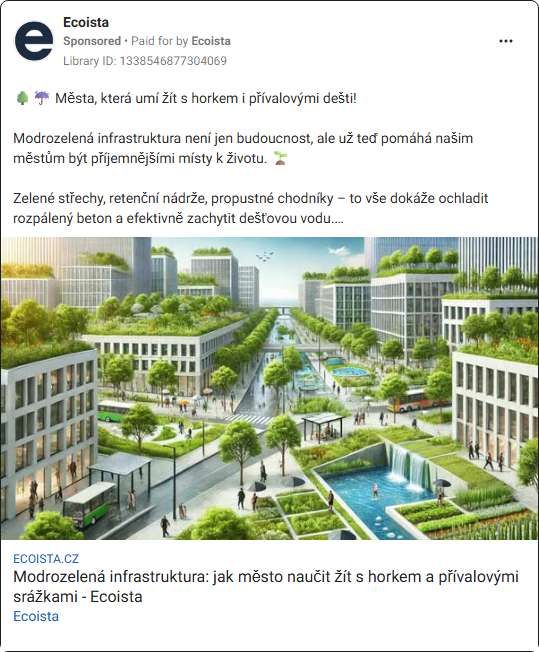 Ecoista
Sponsored • Paid for by Ecoista
Library ID: 1338546877304069
🌳 ☔ Města, která umí žít s horkem i přívalovými dešti!
Modrozelená infrastruktura není jen budoucnost, ale už teď pomáhá našim
městům být příjemnějšími místy k životu. 🌱
Zelené střechy, retenční nádrže, propustné chodníky – to vše dokáže ochladit
rozpálený beton a efektivně zachytit dešťovou vodu....
ECOISTA.CZ
Modrozelená infrastruktura: jak město naučit žít s horkem a přívalovými
srážkami - Ecoista
Ecoista